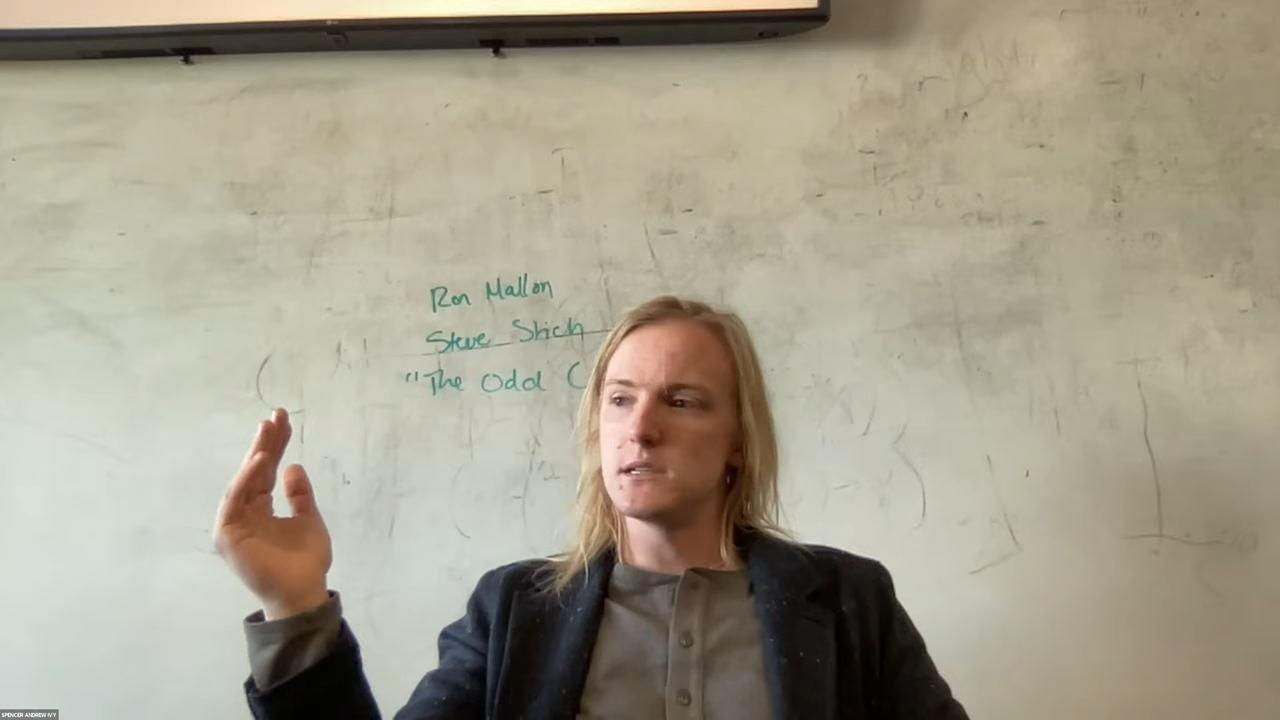 Ron Mallon
Steve Stich
"The Odd C
SPENCER ANDREW IVY